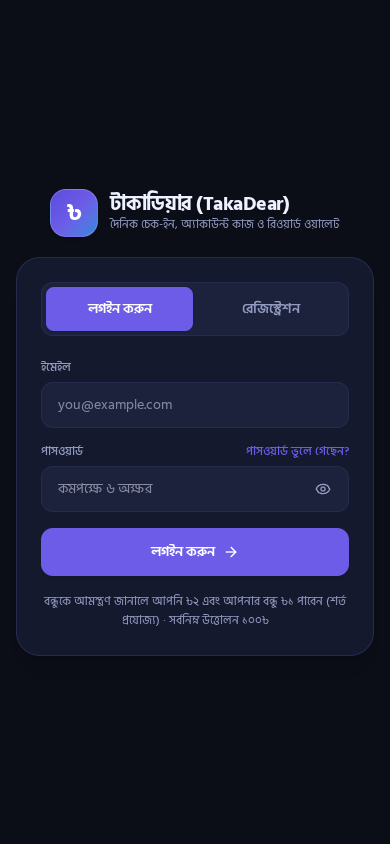 ৳
টাকাডিয়ার (TakaDear)
দৈনিক চেক-ইন, অ্যাকাউন্ট কাজ ও রিওয়ার্ড ওয়ালেট
লগইন করুন
রেজিস্ট্রেশন
ইমেইল
you@example.com
পাসওয়ার্ড
পাসওয়ার্ড ভুলে গেছেন?
কমপক্ষে ৬ অক্ষর
লগইন করুন →
বন্ধুকে আমন্ত্রণ জানালে আপনি ৳২ এবং আপনার বন্ধু ৳১ পাবেন (শর্ত
প্রযোজ্য) · সর্বনিম্ন উত্তোলন ১০০৳